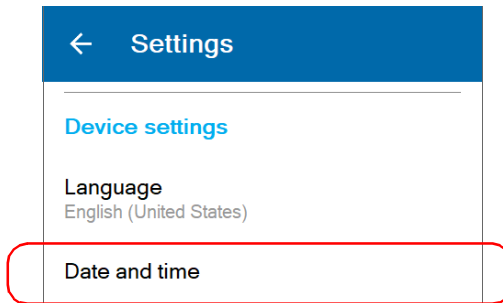 Settings
Device settings
Language
English (United States)
Date and time